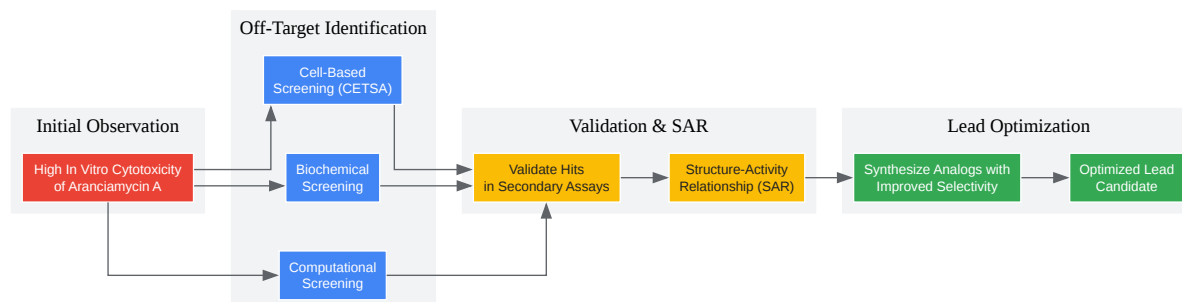 Off-Target Identification
Cell-Based
Screening (CETSA)
Initial Observation
High In Vitro Cytotoxicity
of Aranciamycin A
Biochemical
Screening
Computational
Screening
Validation & SAR
Validate Hits
in Secondary Assays
Structure-Activity
Relationship (SAR)
Lead Optimization
Synthesize Analogs with
Improved Selectivity
Optimized Lead
Candidate